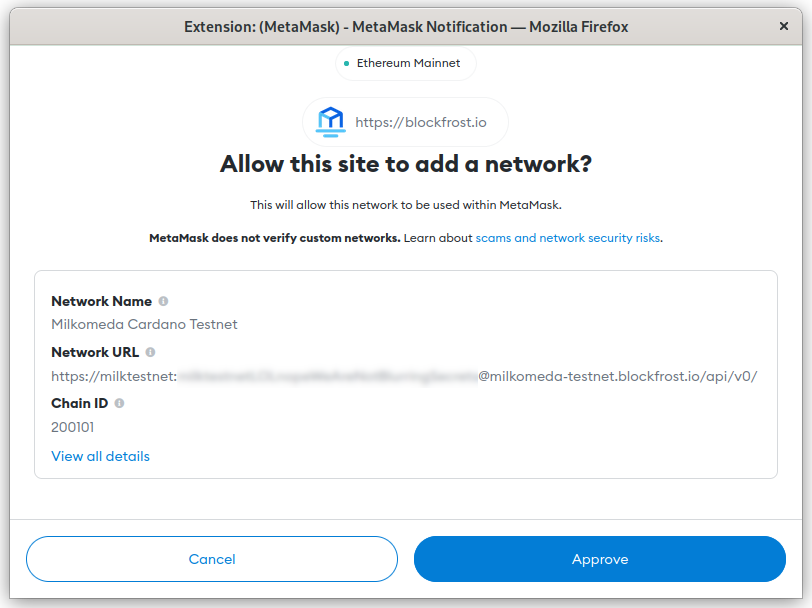 Extension: (MetaMask) - MetaMask Notification — Mozilla Firefox
Ethereum Mainnet
https://blockfrost.io
Allow this site to add a network?
This will allow this network to be used within MetaMask.
MetaMask does not verify custom networks. Learn about scams and network security risks.
Network Name
Milkomeda Cardano Testnet
Network URL
https://milktestnet: @milkomeda-testnet.blockfrost.io/api/v0/
Chain ID
200101
View all details
Cancel
Approve